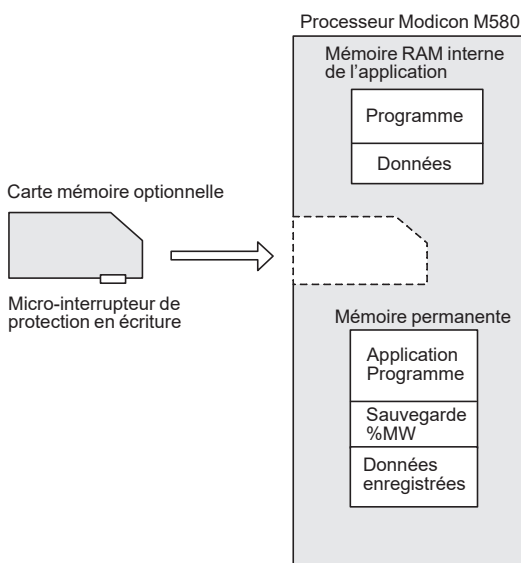 Processeur Modicon M580
Mémoire RAM interne
de l'application
Programme
Données
Carte mémoire optionnelle
Micro-interrupteur de
protection en écriture
Mémoire permanente
Application
Programme
Sauvegarde
%MW
Données
enregistrées